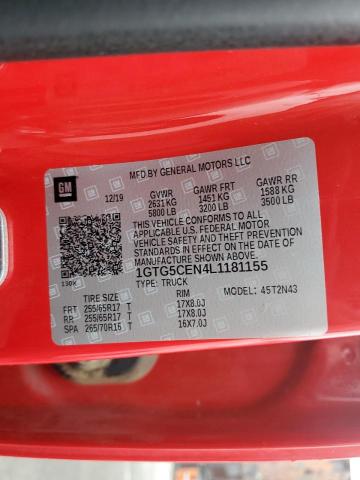 GM
MFD BY GENERAL MOTORS LLC
12/19 GVWR GAWR FRT GAWR RR
2631 KG 1451 KG 1588 KG
5800 LB 3200 LB 3500 LB
THIS VEHICLE CONFORMS TO ALL
APPLICABLE U.S. FEDERAL MOTOR
VEHICLE SAFETY, BUMPER, AND
THEFT PREVENTION STANDARDS
IN EFFECT ON THE DATE OF
MANUFACTURE SHOWN ABOVE.
1GTG5CEN4L1181155
TYPE: TRUCK MODEL: 45T2N43
TIRE SIZE RIM
FRT 255/65R17 T 17X8.0J
RR 255/65R17 T 17X8.0J
SPA 265/70R16 T 16X7.0J